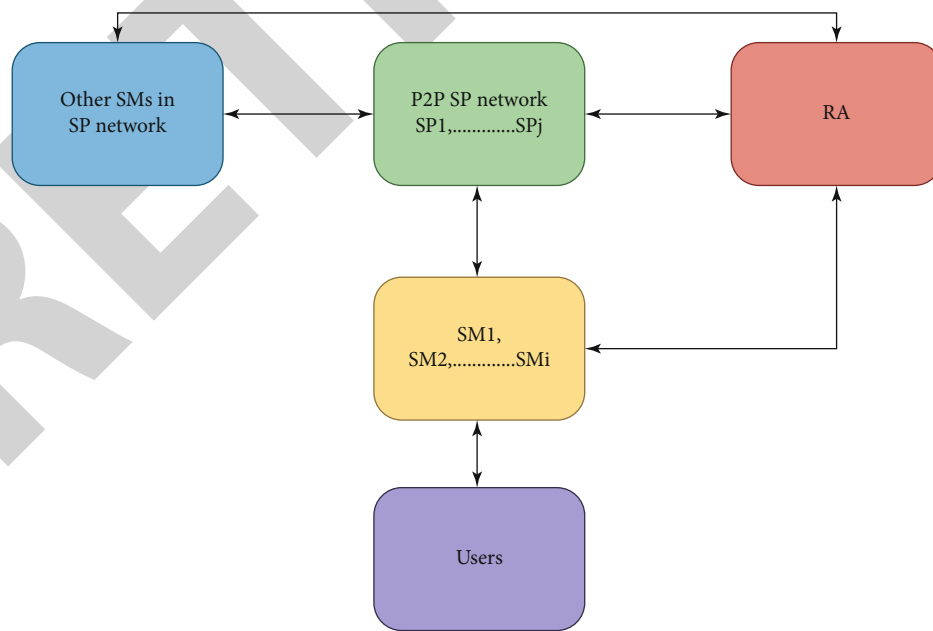 Other SMs in
SP network
P2P SP network
SP1,.............SPj
RA
SM1,
SM2,.............SMi
Users